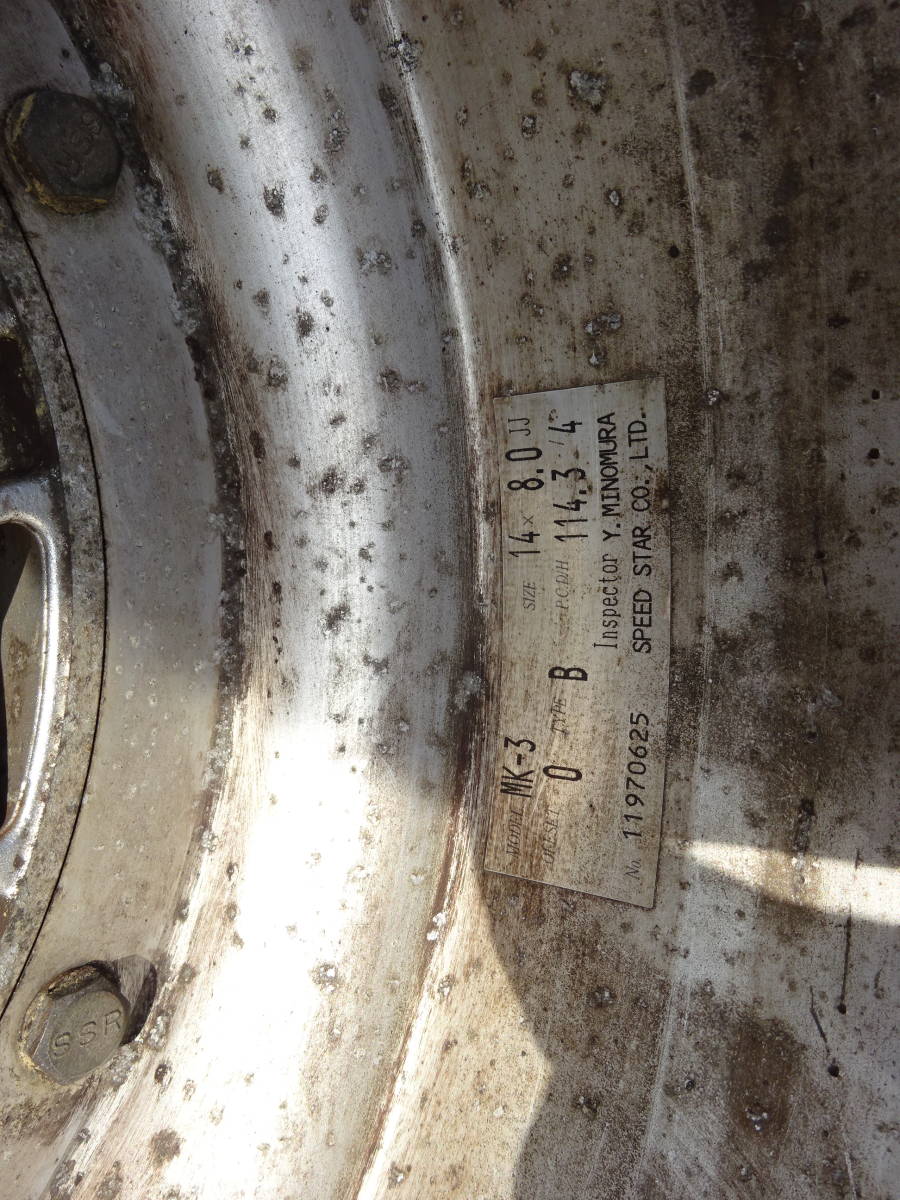 MODEL MK-3 SIZE 14 × 8.0 JJ
OFFSET 0 TYPE B P.C.D/H 114.3 / 4
Inspector Y.MINOMURA
No. 11970625 SPEED STAR CO.,LTD.
SSR